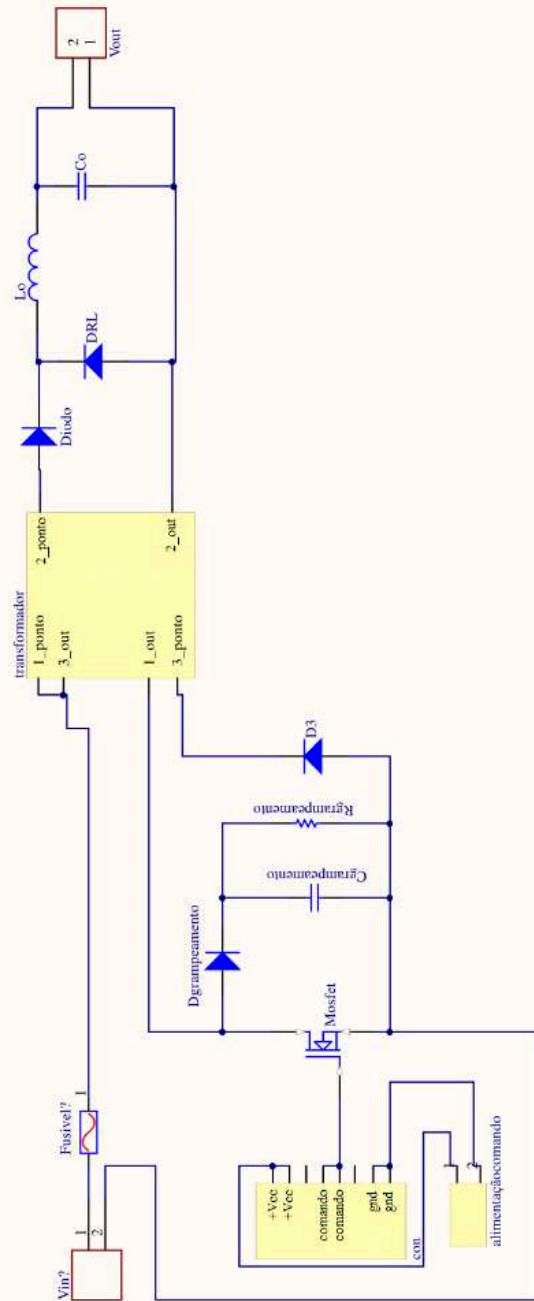 Vin?
1
2
Fusivel?
1
transformador
1_ponto
3_out
1_out
3_ponto
2_ponto
2_out
Diodo
DRL
Lo
Co
Vout
2
1
Dgrampeamento
Cgrampeamento
Rgrampeamento
D3
Mosfet
+Vcc
+Vcc
comando
comando
gnd
gnd
con
1
2
alimentaçãocomando